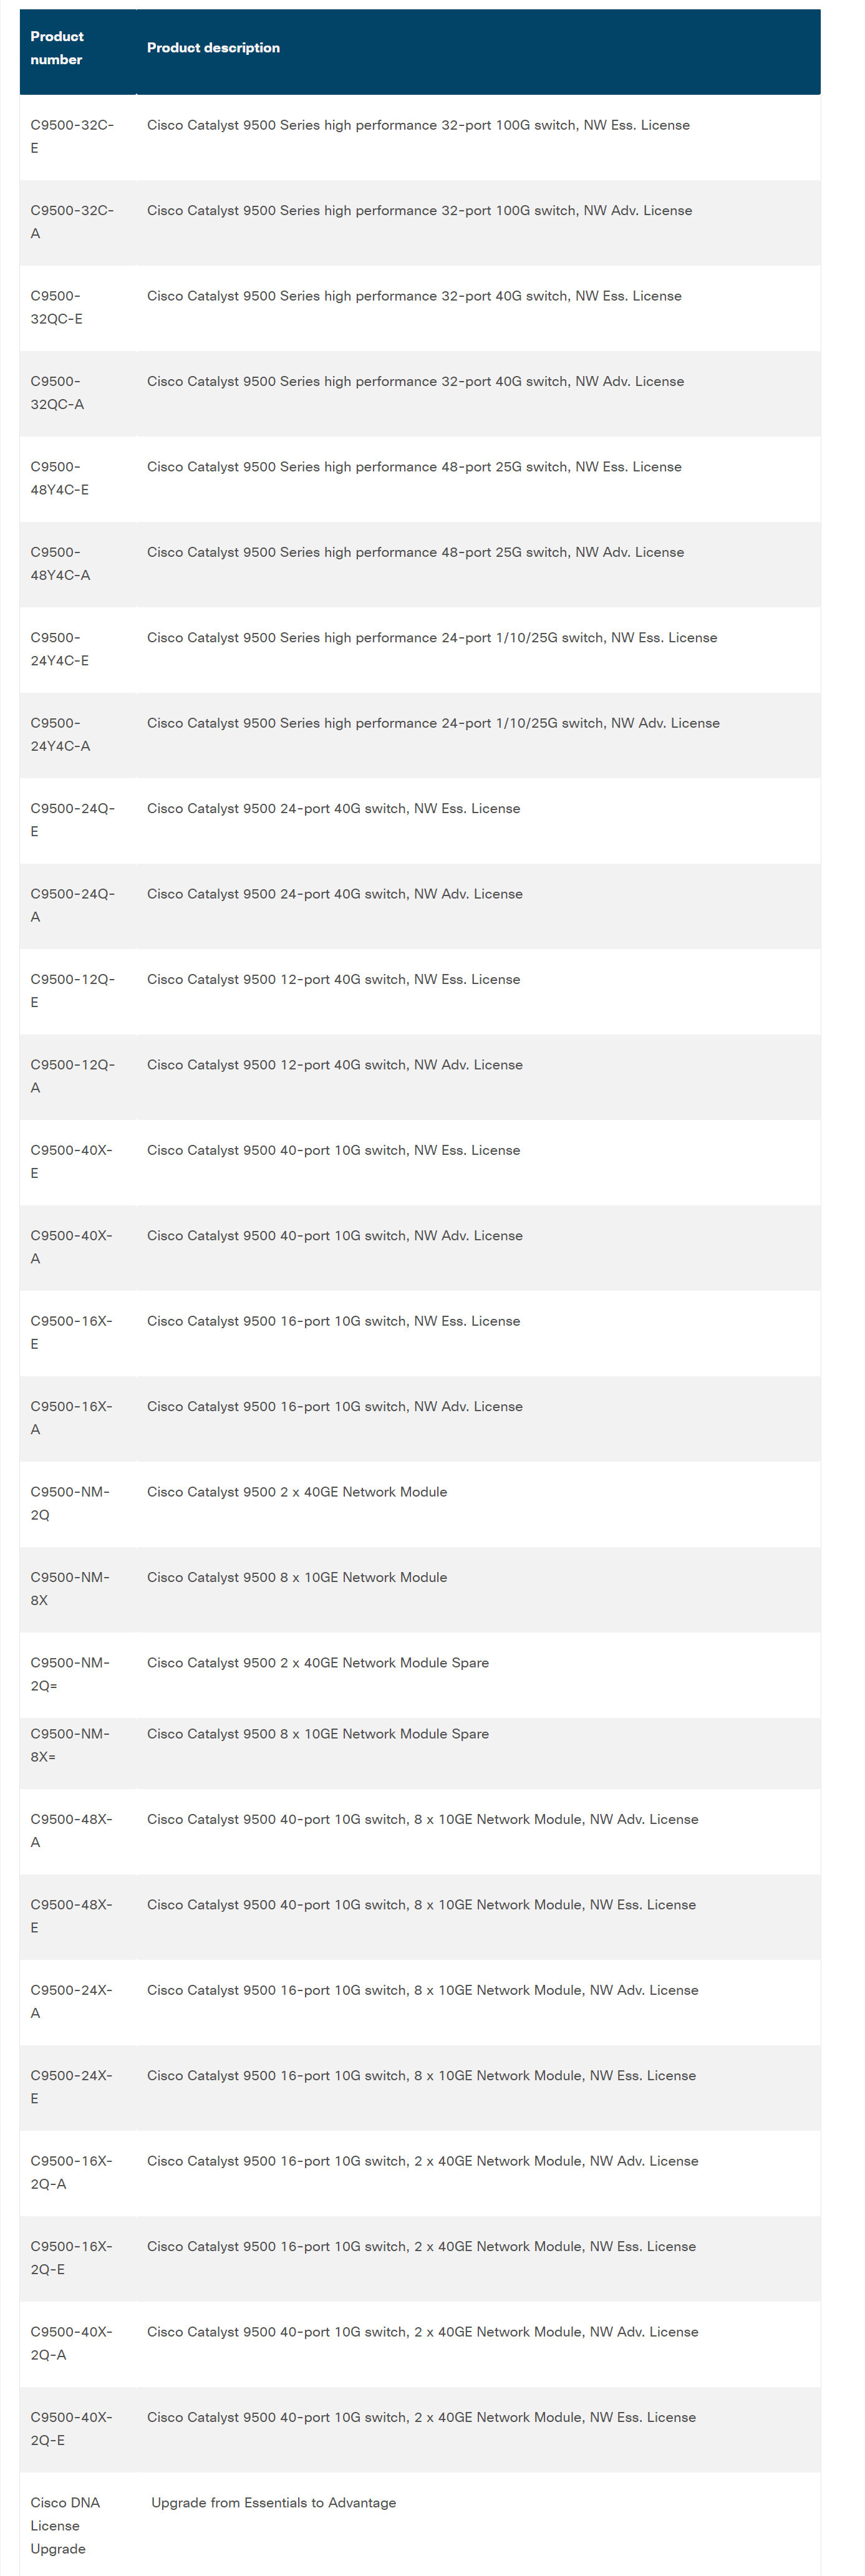 Product
number
Product description
C9500-32C-
E
Cisco Catalyst 9500 Series high performance 32-port 100G switch, NW Ess. License
C9500-32C-
A
Cisco Catalyst 9500 Series high performance 32-port 100G switch, NW Adv. License
C9500-
32QC-E
Cisco Catalyst 9500 Series high performance 32-port 40G switch, NW Ess. License
C9500-
32QC-A
Cisco Catalyst 9500 Series high performance 32-port 40G switch, NW Adv. License
C9500-
48Y4C-E
Cisco Catalyst 9500 Series high performance 48-port 25G switch, NW Ess. License
C9500-
48Y4C-A
Cisco Catalyst 9500 Series high performance 48-port 25G switch, NW Adv. License
C9500-
24Y4C-E
Cisco Catalyst 9500 Series high performance 24-port 1/10/25G switch, NW Ess. License
C9500-
24Y4C-A
Cisco Catalyst 9500 Series high performance 24-port 1/10/25G switch, NW Adv. License
C9500-24Q-
E
Cisco Catalyst 9500 24-port 40G switch, NW Ess. License
C9500-24Q-
A
Cisco Catalyst 9500 24-port 40G switch, NW Adv. License
C9500-12Q-
E
Cisco Catalyst 9500 12-port 40G switch, NW Ess. License
C9500-12Q-
A
Cisco Catalyst 9500 12-port 40G switch, NW Adv. License
C9500-40X-
E
Cisco Catalyst 9500 40-port 10G switch, NW Ess. License
C9500-40X-
A
Cisco Catalyst 9500 40-port 10G switch, NW Adv. License
C9500-16X-
E
Cisco Catalyst 9500 16-port 10G switch, NW Ess. License
C9500-16X-
A
Cisco Catalyst 9500 16-port 10G switch, NW Adv. License
C9500-NM-
2Q
Cisco Catalyst 9500 2 x 40GE Network Module
C9500-NM-
8X
Cisco Catalyst 9500 8 x 10GE Network Module
C9500-NM-
2Q=
Cisco Catalyst 9500 2 x 40GE Network Module Spare
C9500-NM-
8X=
Cisco Catalyst 9500 8 x 10GE Network Module Spare
C9500-48X-
A
Cisco Catalyst 9500 40-port 10G switch, 8 x 10GE Network Module, NW Adv. License
C9500-48X-
E
Cisco Catalyst 9500 40-port 10G switch, 8 x 10GE Network Module, NW Ess. License
C9500-24X-
A
Cisco Catalyst 9500 16-port 10G switch, 8 x 10GE Network Module, NW Adv. License
C9500-24X-
E
Cisco Catalyst 9500 16-port 10G switch, 8 x 10GE Network Module, NW Ess. License
C9500-16X-
2Q-A
Cisco Catalyst 9500 16-port 10G switch, 2 x 40GE Network Module, NW Adv. License
C9500-16X-
2Q-E
Cisco Catalyst 9500 16-port 10G switch, 2 x 40GE Network Module, NW Ess. License
C9500-40X-
2Q-A
Cisco Catalyst 9500 40-port 10G switch, 2 x 40GE Network Module, NW Adv. License
C9500-40X-
2Q-E
Cisco Catalyst 9500 40-port 10G switch, 2 x 40GE Network Module, NW Ess. License
Cisco DNA
License
Upgrade
Upgrade from Essentials to Advantage